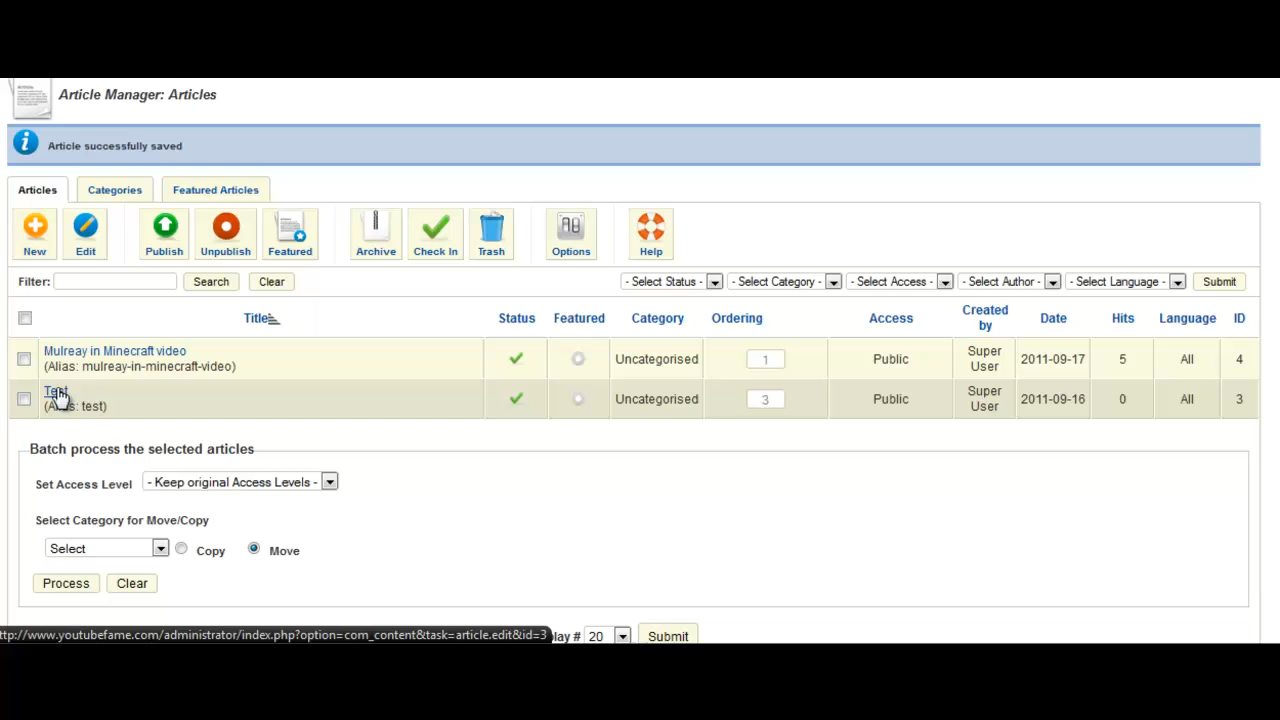 Article Manager: Articles
Article successfully saved
Articles Categories Featured Articles
New Edit Publish Unpublish Featured Archive Check In Trash Options Help
Filter: Search Clear - Select Status - - Select Category - - Select Access - - Select Author - - Select Language - Submit
Title Status Featured Category Ordering Access Created by Date Hits Language ID
Mulreay in Minecraft video
(Alias: mulreay-in-minecraft-video) Uncategorised 1 Public Super User 2011-09-17 5 All 4
Test
(Alias: test) Uncategorised 3 Public Super User 2011-09-16 0 All 3
Batch process the selected articles
Set Access Level - Keep original Access Levels -
Select Category for Move/Copy
Select Copy Move
Process Clear
ttp://www.youtubefame.com/administrator/index.php?option=com_content&task=article.edit&id=3 lay # 20 Submit